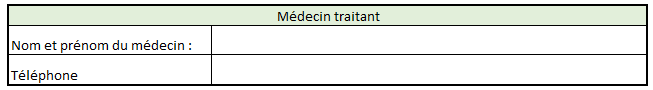 Médecin traitant
Nom et prénom du médecin :
Téléphone